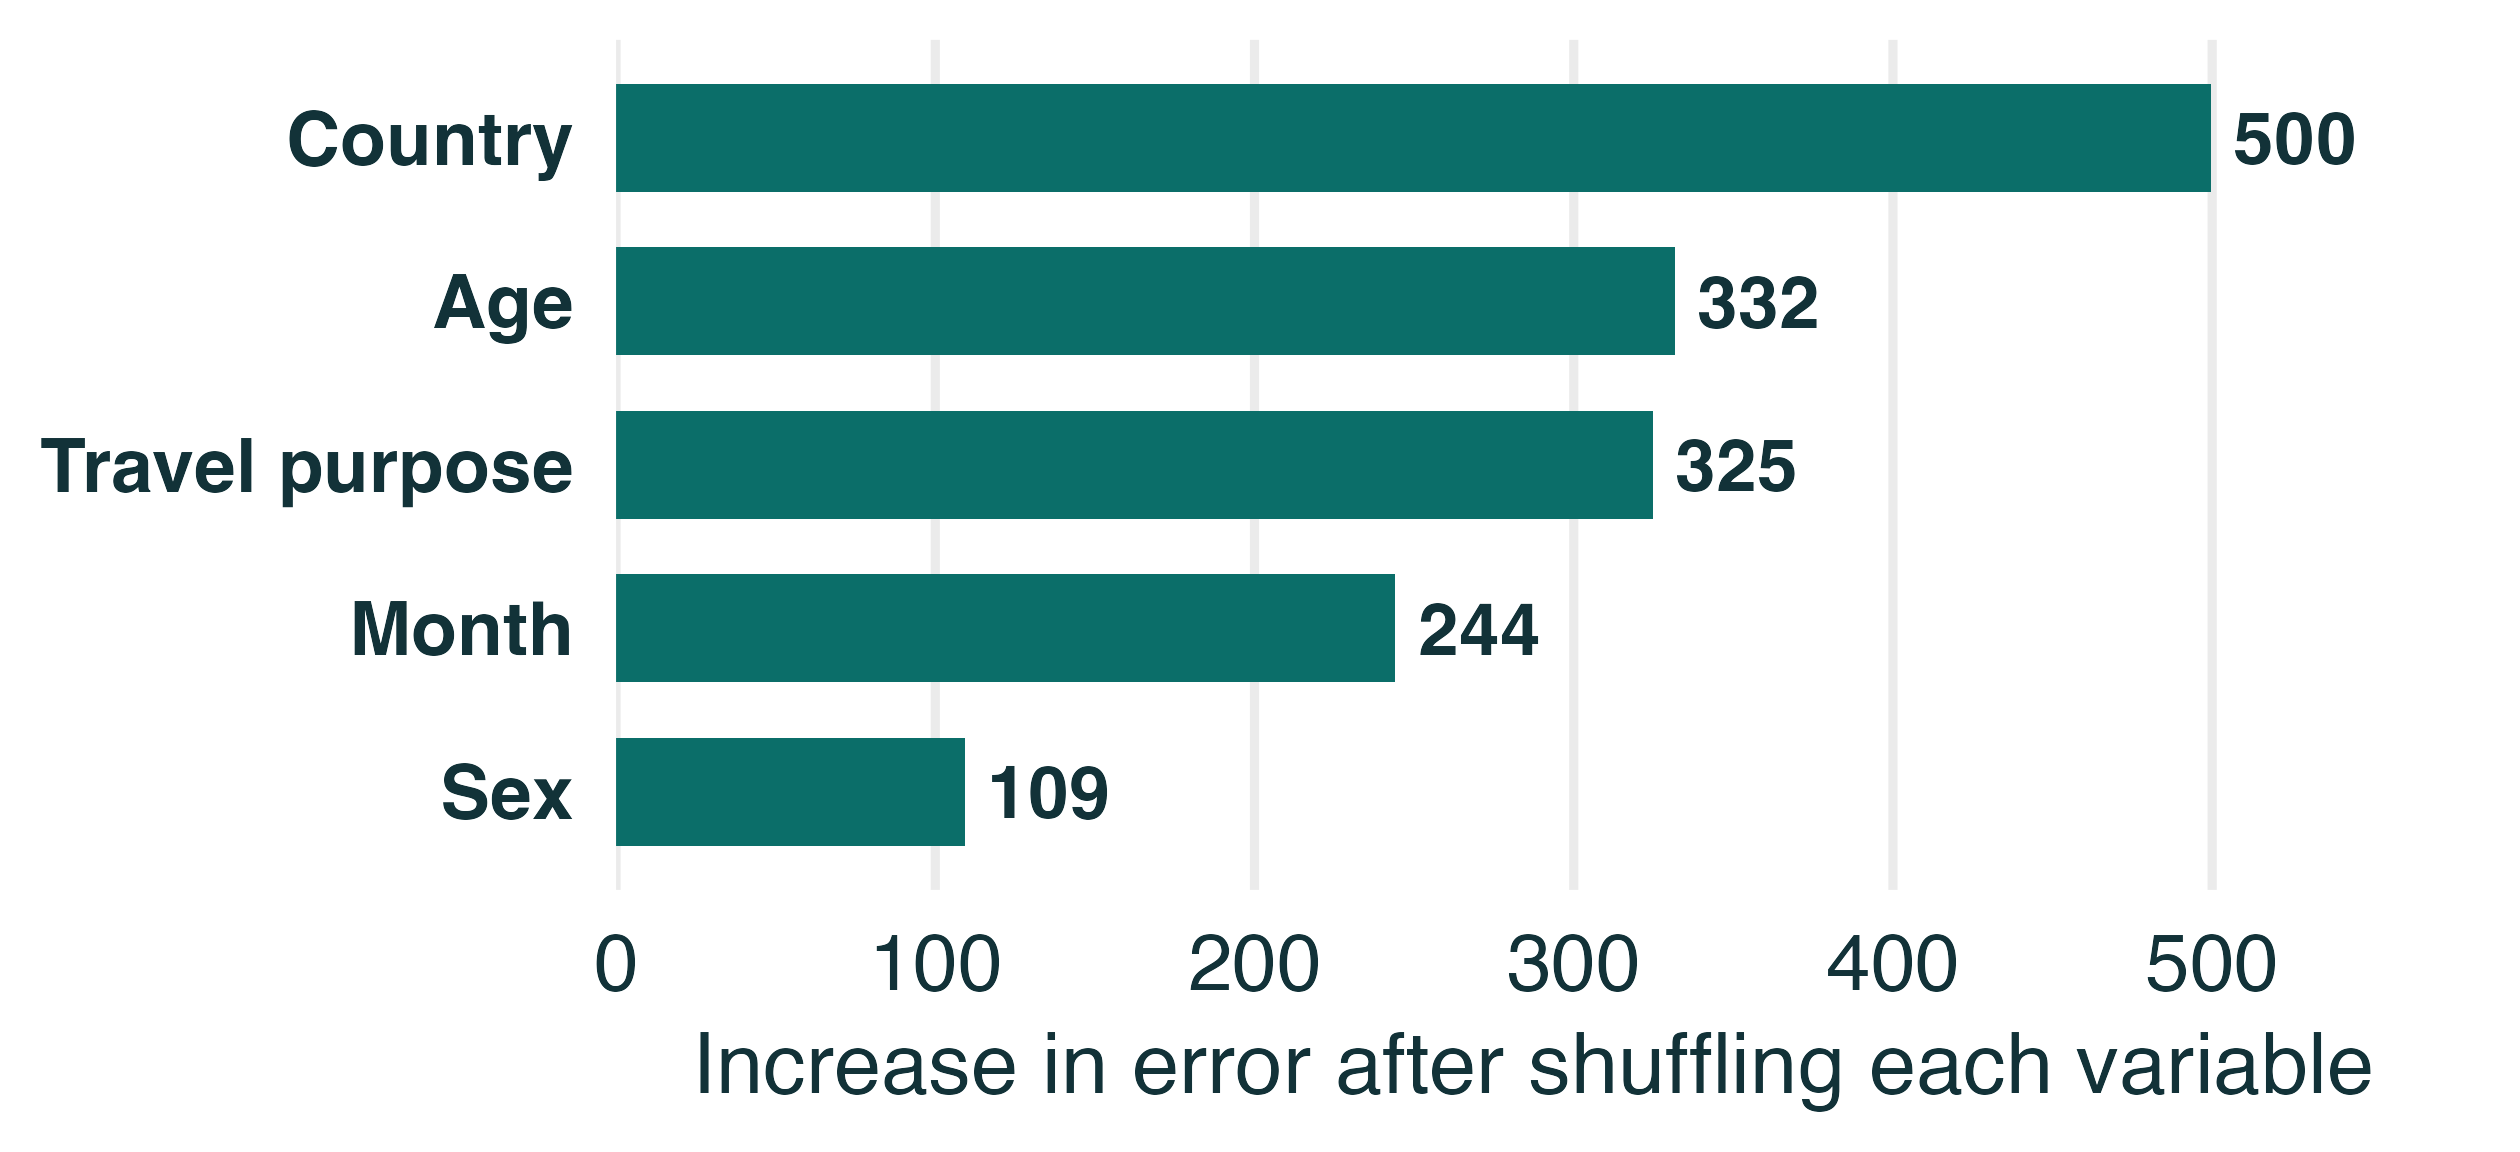 Country 500
Age 332
Travel purpose 325
Month 244
Sex 109
0 100 200 300 400 500
Increase in error after shuffling each variable